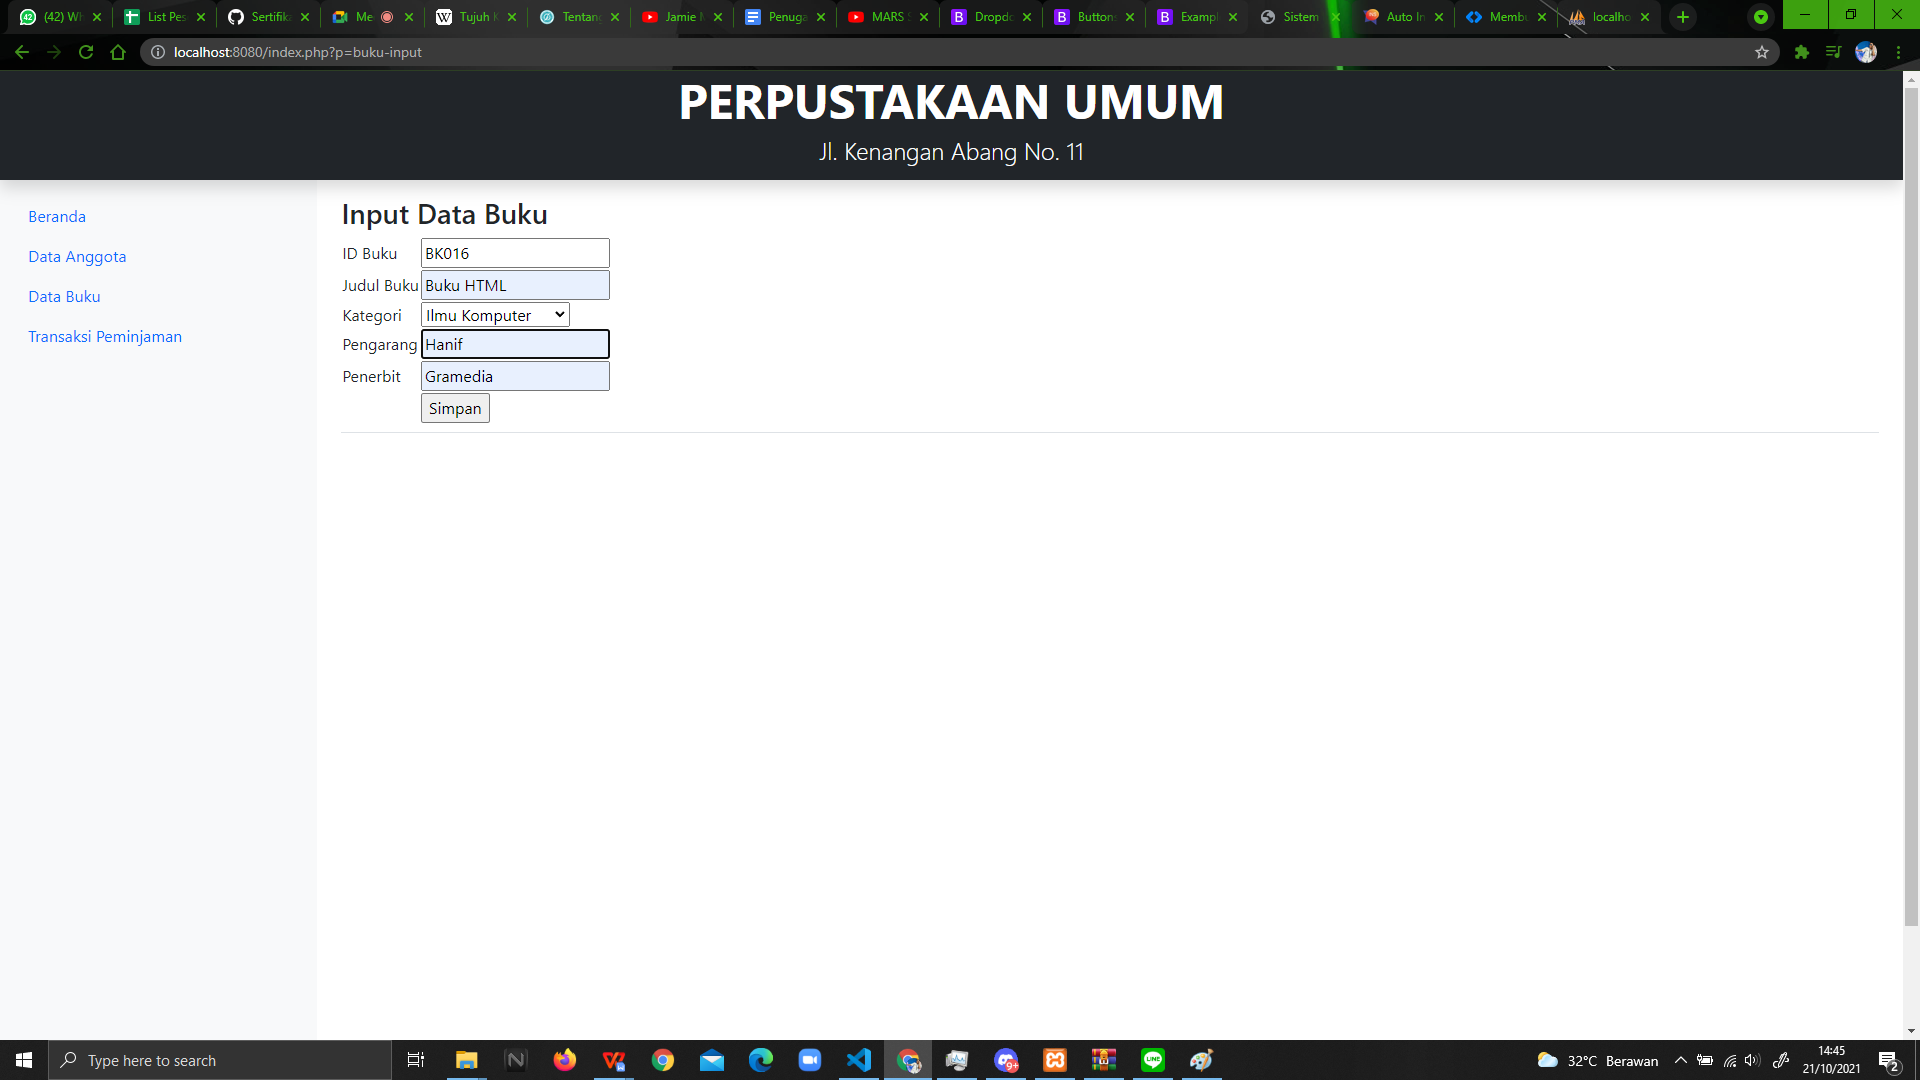 (42) Wh
List Pes
Sertifik
Me
Tujuh K
Tentan
Jamie
Penuga
MARS
Dropdo
Button
Exampl
Sistem
Auto In
Memb
localho
localhost:8080/index.php?p=buku-input
PERPUSTAKAAN UMUM
Jl. Kenangan Abang No. 11
Beranda
Data Anggota
Data Buku
Transaksi Peminjaman
Input Data Buku
ID Buku BK016
Judul Buku Buku HTML
Kategori Ilmu Komputer
Pengarang Hanif
Penerbit Gramedia
Simpan
Type here to search
9+
32°C Berawan
14:45
21/10/2021
2